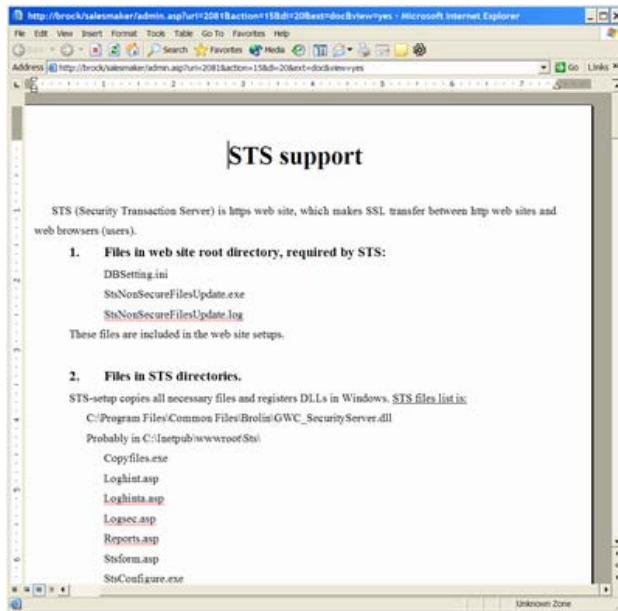 http://brock/salesmaker/admin.asp?uri=2081&action=15&di=20&ext=doc&view=yes - Microsoft Internet Explorer
File Edit View Insert Format Tools Table Go To Favorites Help
Search Favorites Media
Address http://brock/salesmaker/admin.asp?uri=2081&action=15&di=20&ext=doc&view=yes Go Links
STS support
STS (Security Transaction Server) is https web site, which makes SSL transfer between http web sites and
web browsers (users).
1. Files in web site root directory, required by STS:
DBSetting.ini
StsNonSecureFilesUpdate.exe
StsNonSecureFilesUpdate.log
These files are included in the web site setups.
2. Files in STS directories.
STS-setup copies all necessary files and registers DLLs in Windows. STS files list is:
C:\Program Files\Common Files\Brolin\GWC_SecurityServer.dll
Probably in C:\Inetpub\wwwroot\Sts\
Copyfiles.exe
Loghint.asp
Loghinta.asp
Logsec.asp
Reports.asp
Stsform.asp
StsConfigure.exe
Unknown Zone